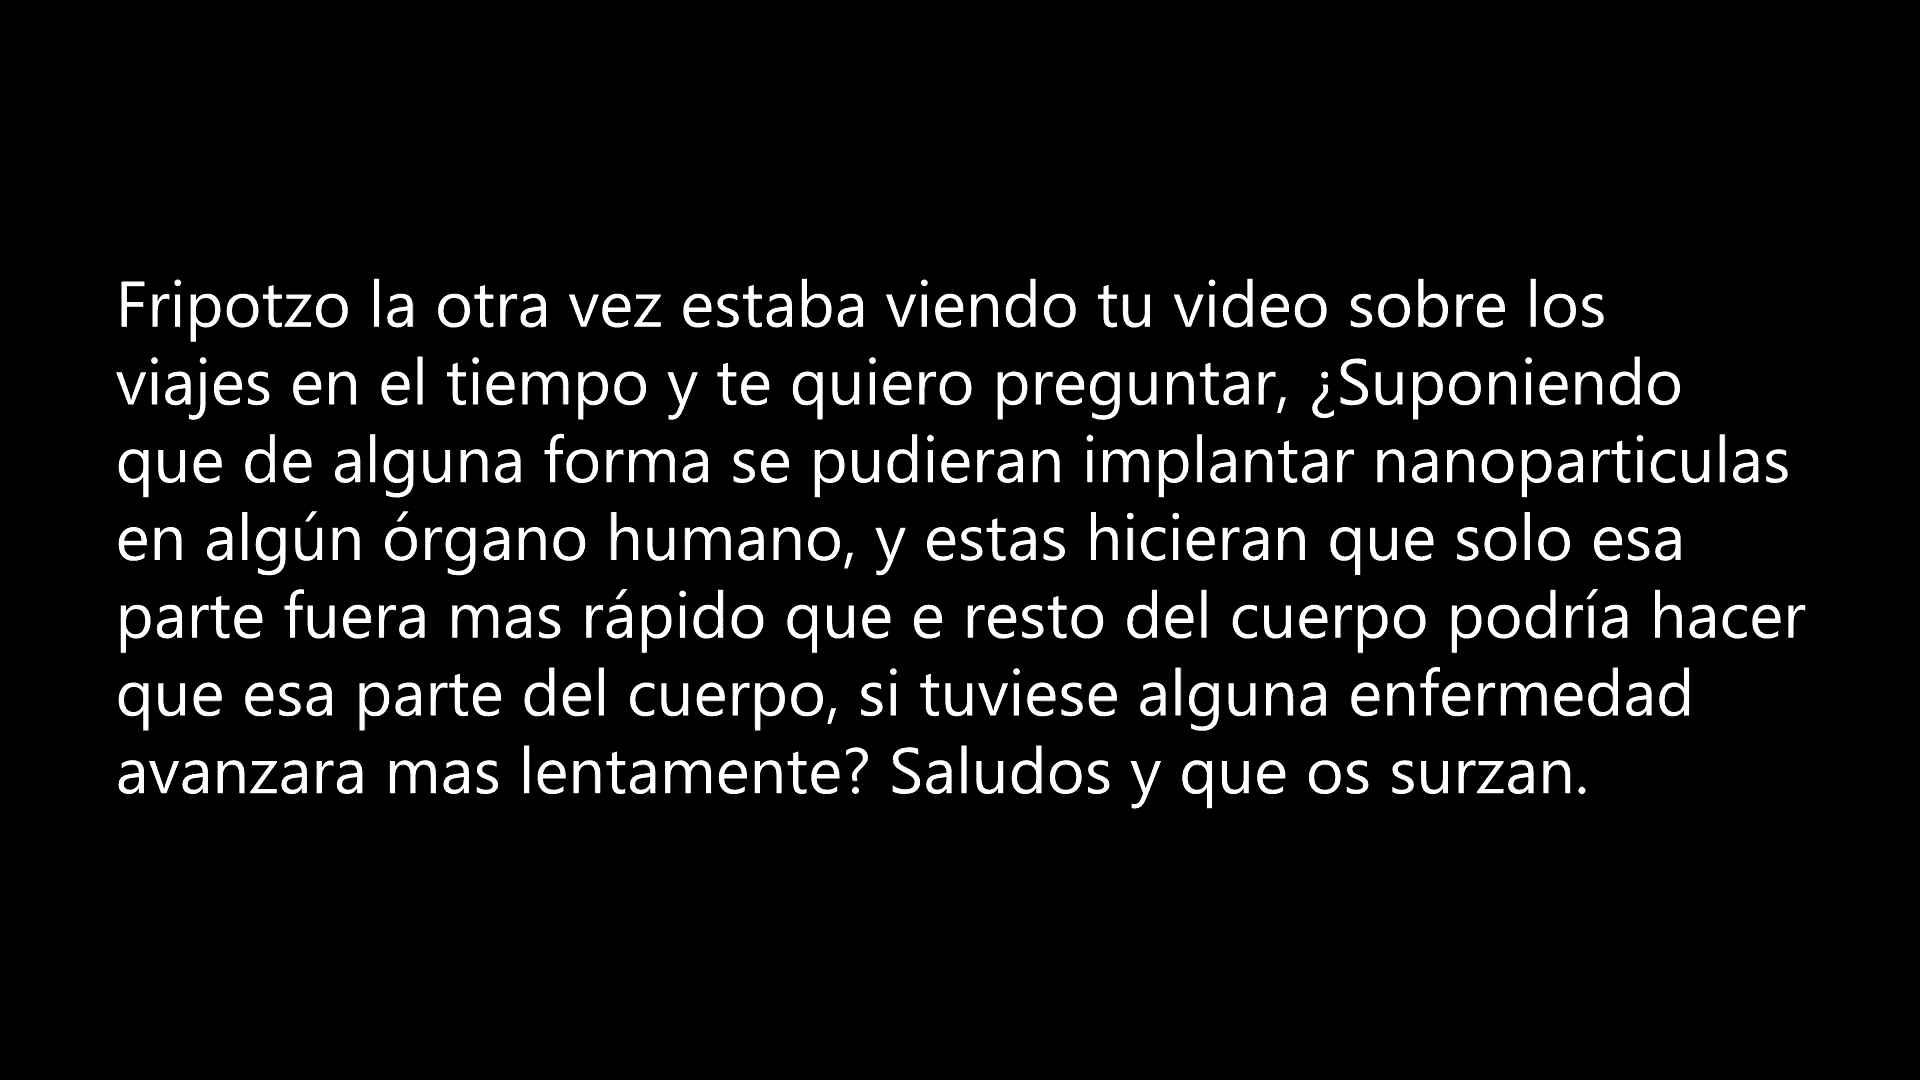 Fripotzo la otra vez estaba viendo tu video sobre los
viajes en el tiempo y te quiero preguntar, ¿Suponiendo
que de alguna forma se pudieran implantar nanoparticulas
en algún órgano humano, y estas hicieran que solo esa
parte fuera mas rápido que e resto del cuerpo podría hacer
que esa parte del cuerpo, si tuviese alguna enfermedad
avanzara mas lentamente? Saludos y que os surzan.